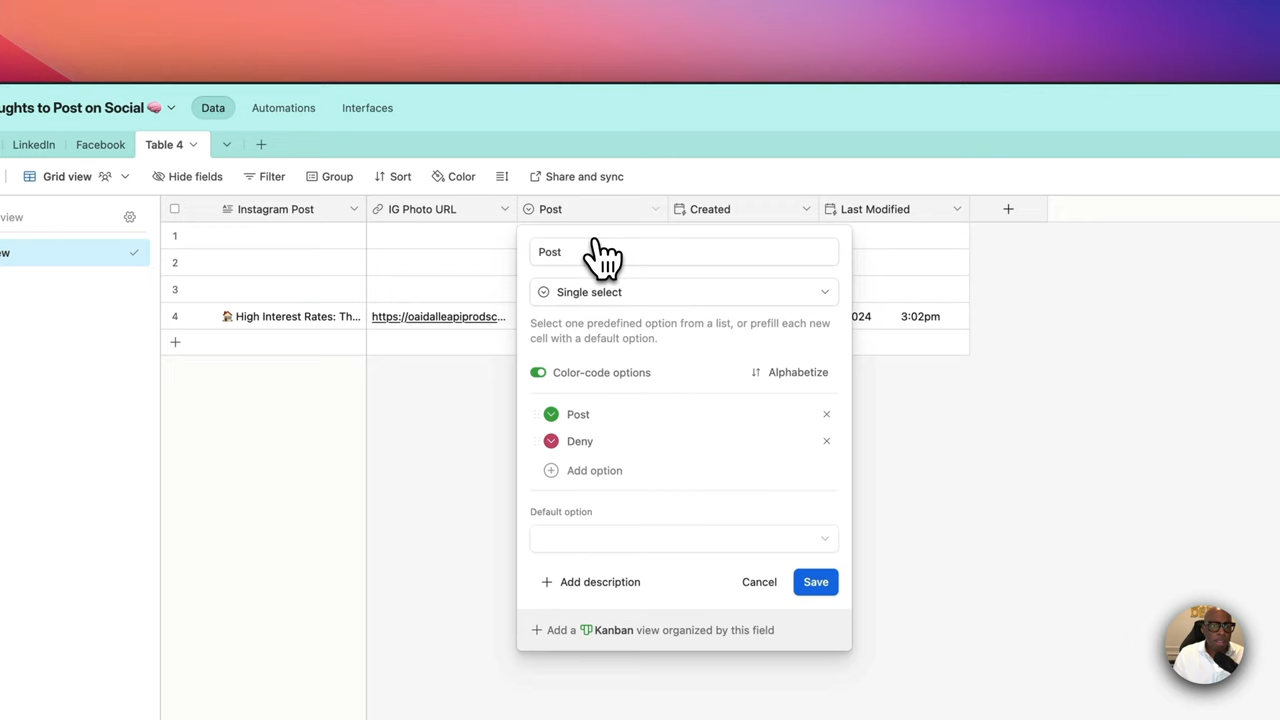 ughts to Post on Social 🧠 Data Automations Interfaces
LinkedIn Facebook Table 4
Grid view Hide fields Filter Group Sort Color Share and sync
view Instagram Post IG Photo URL Post Created Last Modified
1
ew
2
3
4 🏠 High Interest Rates: Th... https://oaidalleapiprodsc... 024 3:02pm
Post
Single select
Select one predefined option from a list, or prefill each new
cell with a default option.
Color-code options Alphabetize
Post
Deny
Add option
Default option
Add description Cancel Save
Add a Kanban view organized by this field